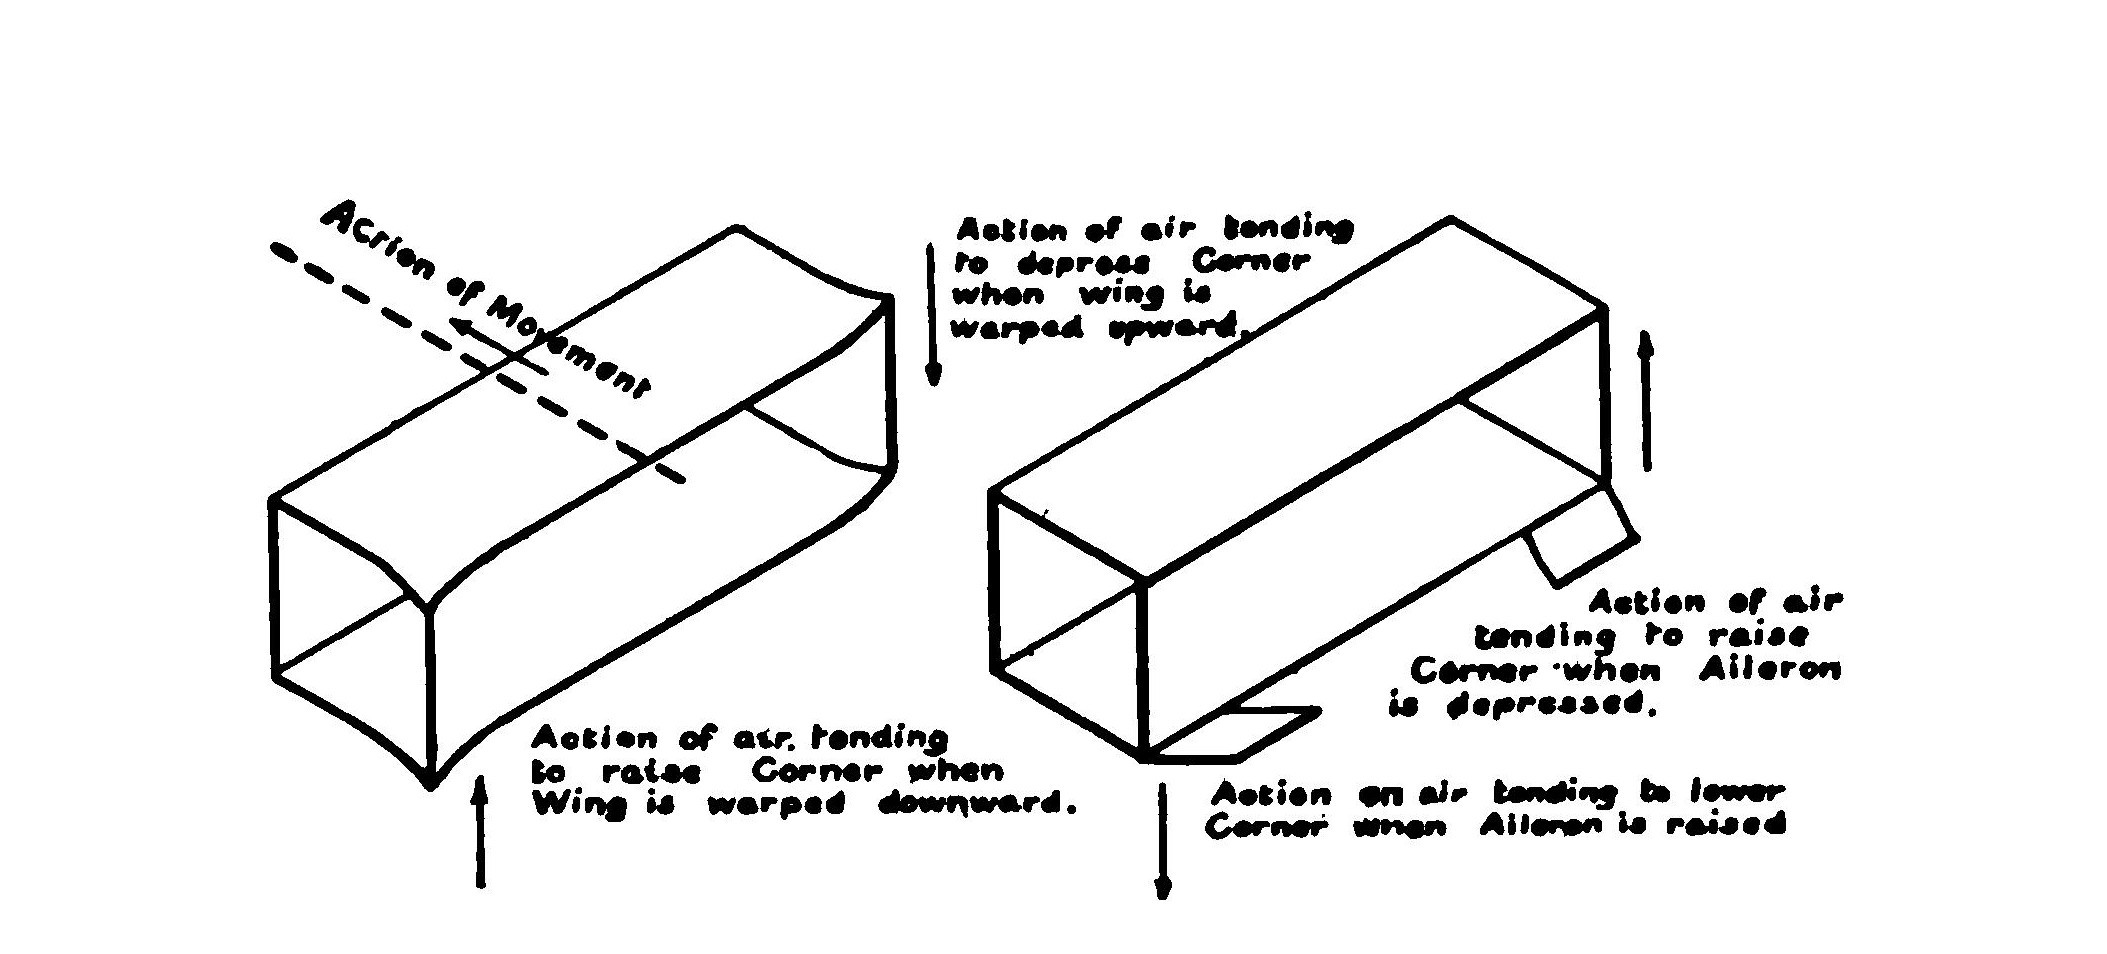 Acrion of Movement
Action of air tending
to depress Corner
when wing is
warped upward.
Action of air
tending to raise
Corner when Aileron
is depressed.
Action of air. tending
to raise Corner when
Wing is warped downward.
Action on air tending to lower
Corner when Aileron is raised